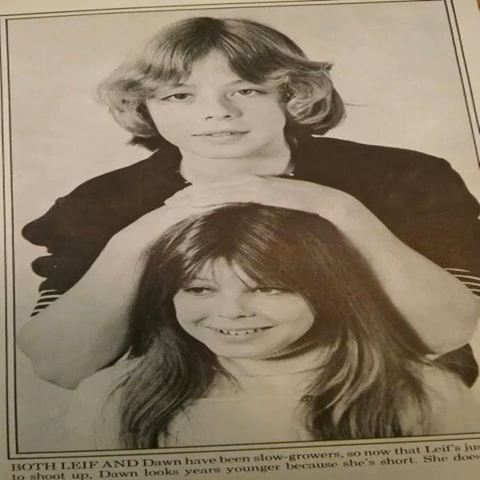 BOTH LEIF AND Dawn have been slow-growers, so now that Leif's
to shoot up, Dawn looks years younger because she's short. She